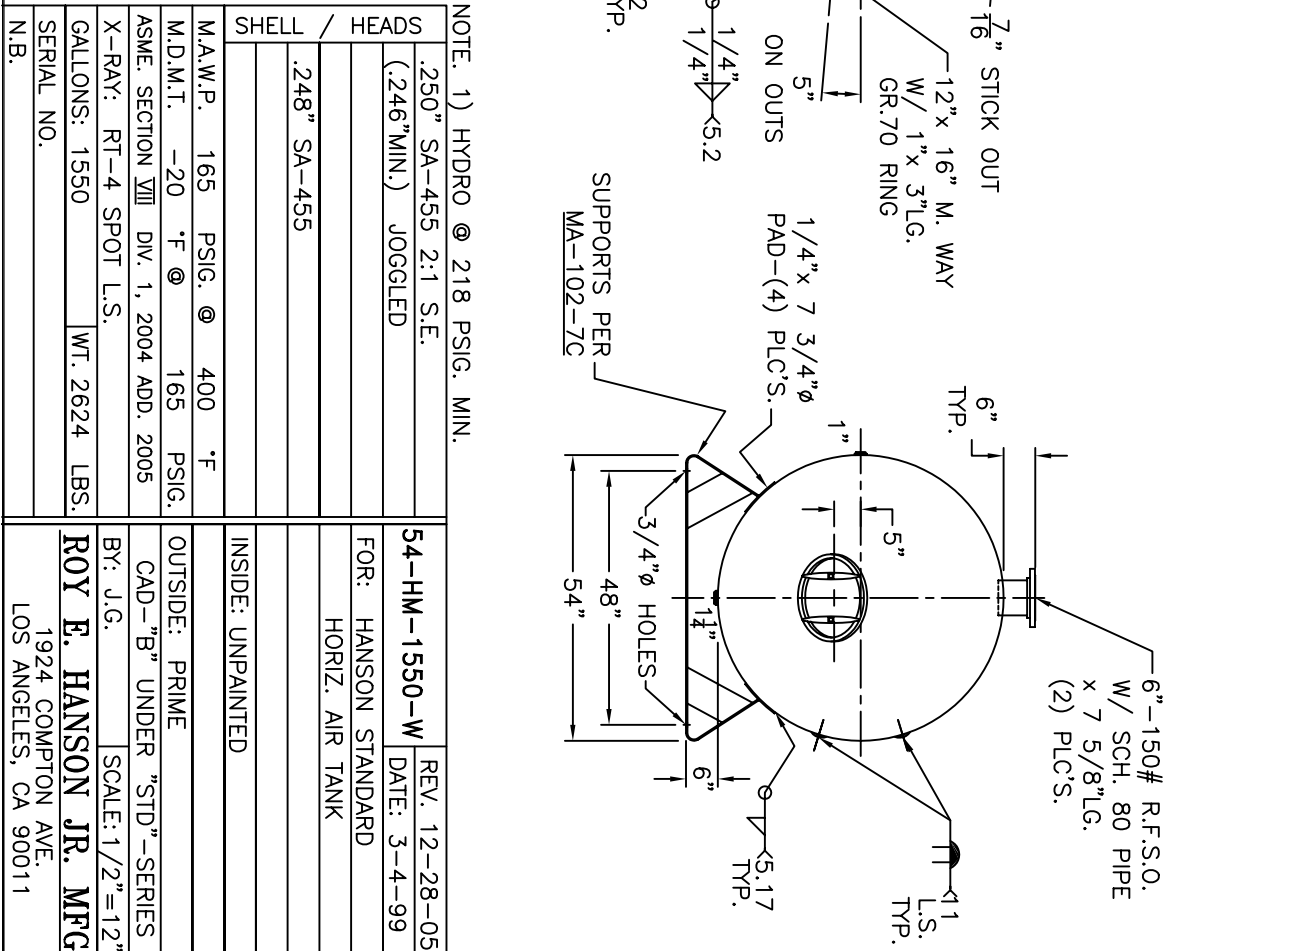 7/16" STICK OUT
12"x 16" M. WAY
W/ 1"x 3"LG.
GR.70 RING
5"
ON OUTS
1/4"
1/4"
5.2
2
YP.
6"
TYP.
6"-150# R.F.S.O.
W/ SCH. 80 PIPE
x 7 5/8"LG.
(2) PLC'S.
1"
5"
11
L.S.
TYP.
1/4"x 7 3/4"ø
PAD-(4) PLC'S.
SUPPORTS PER
MA-102-7C
1 1/4"
6"
5.17
TYP.
3/4"ø HOLES
48"
54"
NOTE. 1) HYDRO @ 218 PSIG. MIN.
SHELL / HEADS
.250" SA-455 2:1 S.E.
(.246"MIN.) JOGGLED
.248" SA-455
M.A.W.P. 165 PSIG. @ 400 °F
M.D.M.T. -20 °F @ 165 PSIG.
ASME. SECTION VIII DIV. 1, 2004 ADD. 2005
X-RAY: RT-4 SPOT L.S.
GALLONS: 1550 WT. 2624 LBS.
SERIAL NO.
N.B.
54-HM-1550-W REV. 12-28-05
DATE: 3-4-99
FOR: HANSON STANDARD
HORIZ. AIR TANK
INSIDE: UNPAINTED
OUTSIDE: PRIME
CAD-"B" UNDER "STD"-SERIES
BY: J.G. SCALE: 1/2"=12"
ROY E. HANSON JR. MFG
1924 COMPTON AVE.
LOS ANGELES, CA 90011